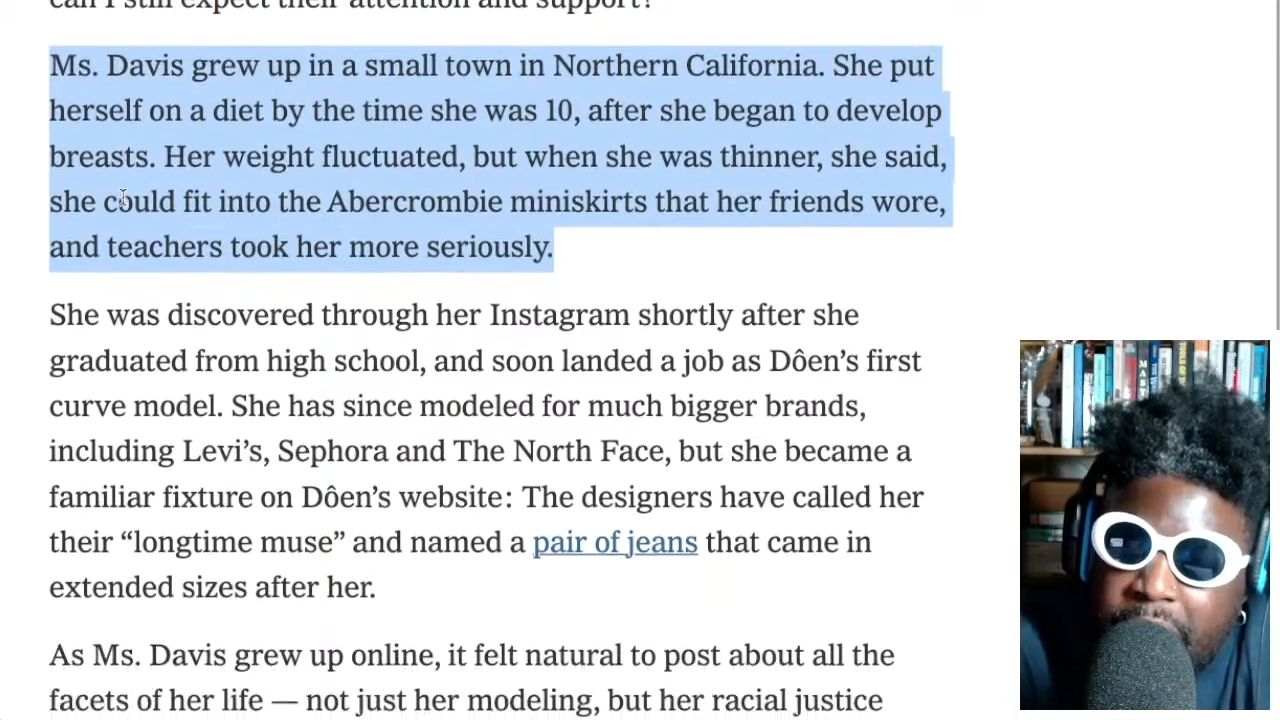 can I still expect their attention and support?
Ms. Davis grew up in a small town in Northern California. She put
herself on a diet by the time she was 10, after she began to develop
breasts. Her weight fluctuated, but when she was thinner, she said,
she could fit into the Abercrombie miniskirts that her friends wore,
and teachers took her more seriously.
She was discovered through her Instagram shortly after she
graduated from high school, and soon landed a job as Dôen’s first
curve model. She has since modeled for much bigger brands,
including Levi’s, Sephora and The North Face, but she became a
familiar fixture on Dôen’s website: The designers have called her
their “longtime muse” and named a pair of jeans that came in
extended sizes after her.
As Ms. Davis grew up online, it felt natural to post about all the
facets of her life — not just her modeling, but her racial justice